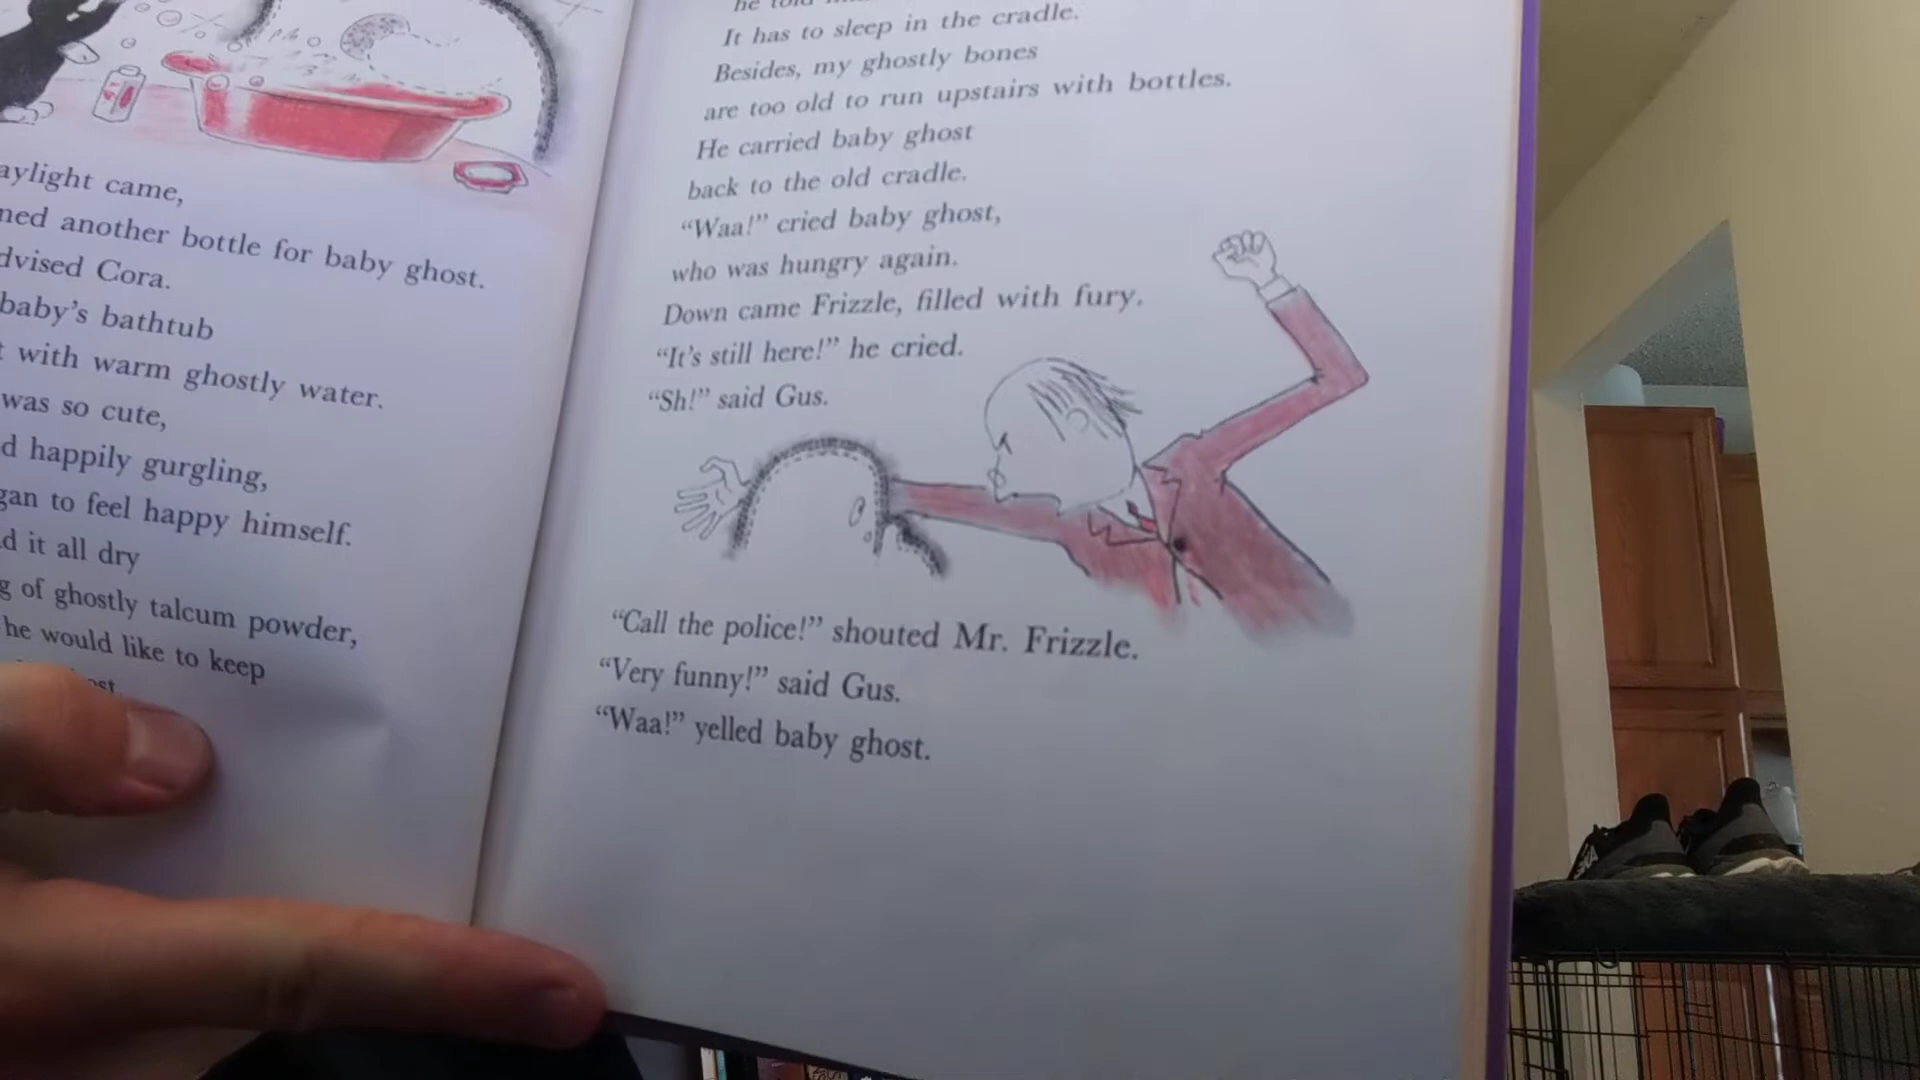 aylight came,
ned another bottle for baby ghost.
dvised Cora.
baby's bathtub
t with warm ghostly water.
was so cute,
d happily gurgling,
gan to feel happy himself.
d it all dry
g of ghostly talcum powder,
he would like to keep
ost
he told
It has to sleep in the cradle.
Besides, my ghostly bones
are too old to run upstairs with bottles.
He carried baby ghost
back to the old cradle.
"Waa!" cried baby ghost,
who was hungry again.
Down came Frizzle, filled with fury.
"It's still here!" he cried.
"Sh!" said Gus.
"Call the police!" shouted Mr. Frizzle.
"Very funny!" said Gus.
"Waa!" yelled baby ghost.